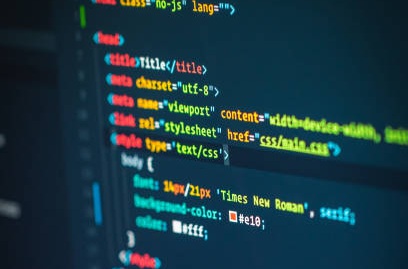 class="no-js" lang="">
<head>
<title>Title</title>
<meta charset="utf-8">
<meta name="viewport" content="width=device-width,
<link rel="stylesheet" href="css/main.css">
<style type='text/css'>
body {
font: 14px/21px 'Times New Roman', serif;
background-color: #e10;
color: #fff;
}
</style>